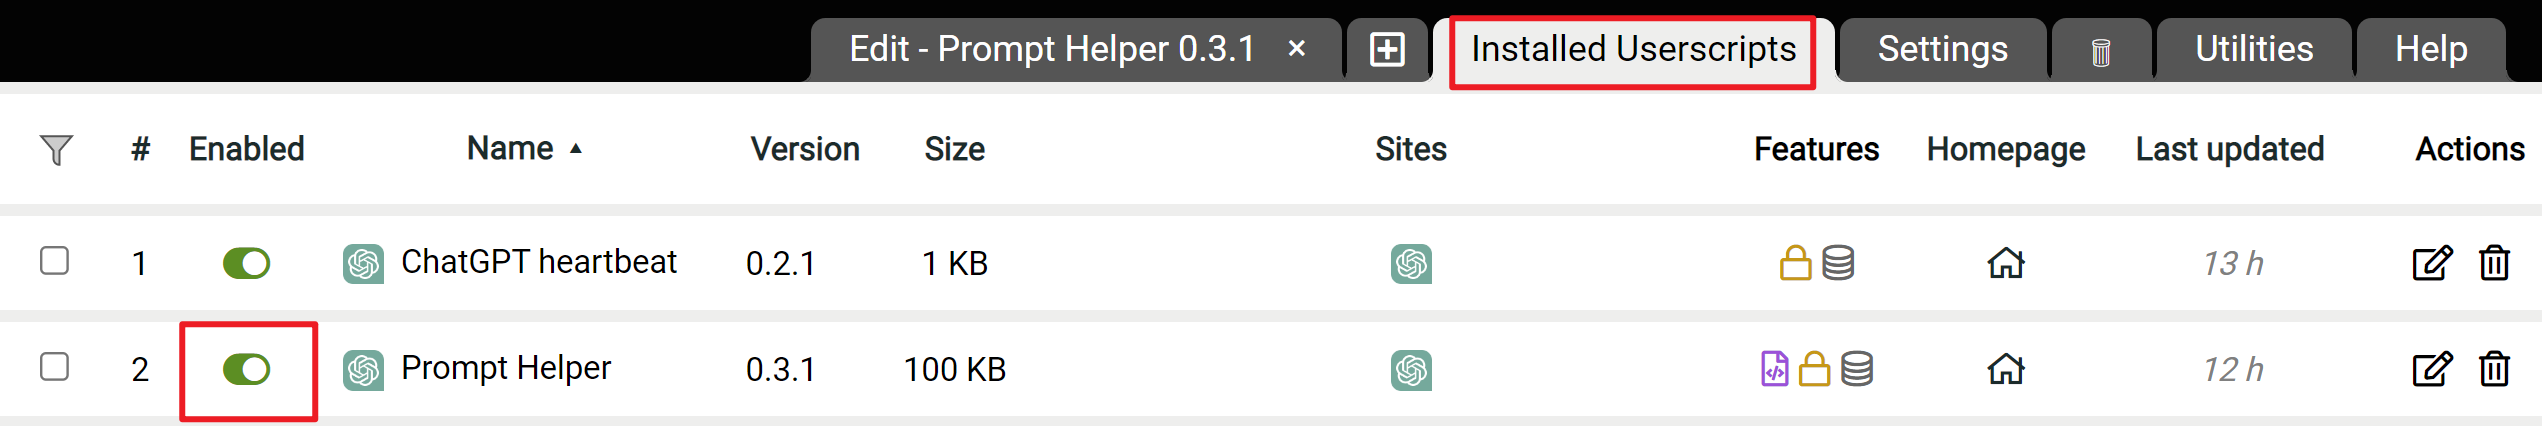 Edit - Prompt Helper 0.3.1 × Installed Userscripts Settings Utilities Help
# Enabled Name ▲ Version Size Sites Features Homepage Last updated Actions
1 ChatGPT heartbeat 0.2.1 1 KB 13 h
2 Prompt Helper 0.3.1 100 KB 12 h